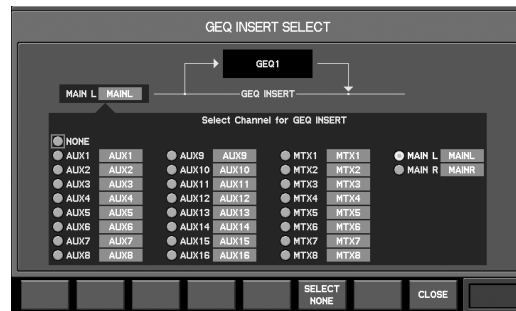 GEQ INSERT SELECT
GEQ1
MAIN L MAINL
GEQ INSERT
Select Channel for GEQ INSERT
NONE
AUX1 AUX1 AUX9 AUX9 MTX1 MTX1 MAIN L MAINL
AUX2 AUX2 AUX10 AUX10 MTX2 MTX2 MAIN R MAINR
AUX3 AUX3 AUX11 AUX11 MTX3 MTX3
AUX4 AUX4 AUX12 AUX12 MTX4 MTX4
AUX5 AUX5 AUX13 AUX13 MTX5 MTX5
AUX6 AUX6 AUX14 AUX14 MTX6 MTX6
AUX7 AUX7 AUX15 AUX15 MTX7 MTX7
AUX8 AUX8 AUX16 AUX16 MTX8 MTX8
SELECT
NONE
CLOSE